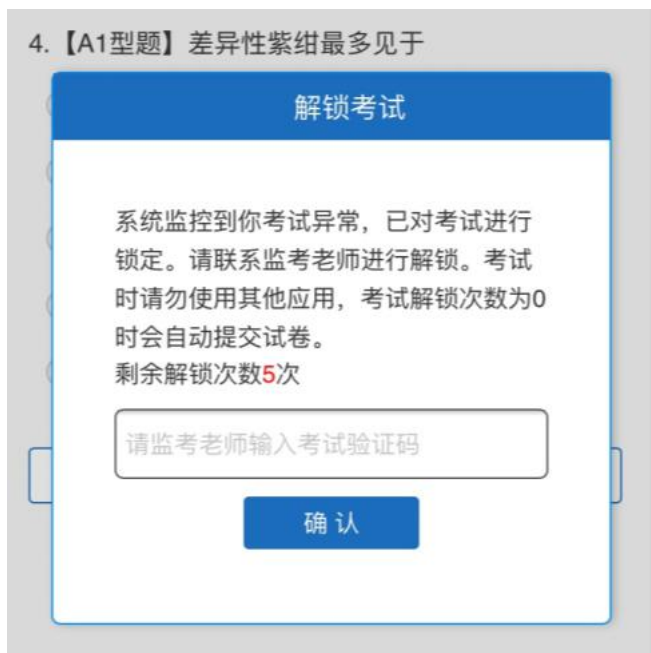 4.【A1型题】差异性紫绀最多见于
解锁考试
系统监控到你考试异常，已对考试进行
锁定。请联系监考老师进行解锁。考试
时请勿使用其他应用，考试解锁次数为0
时会自动提交试卷。
剩余解锁次数5次
请监考老师输入考试验证码
确认